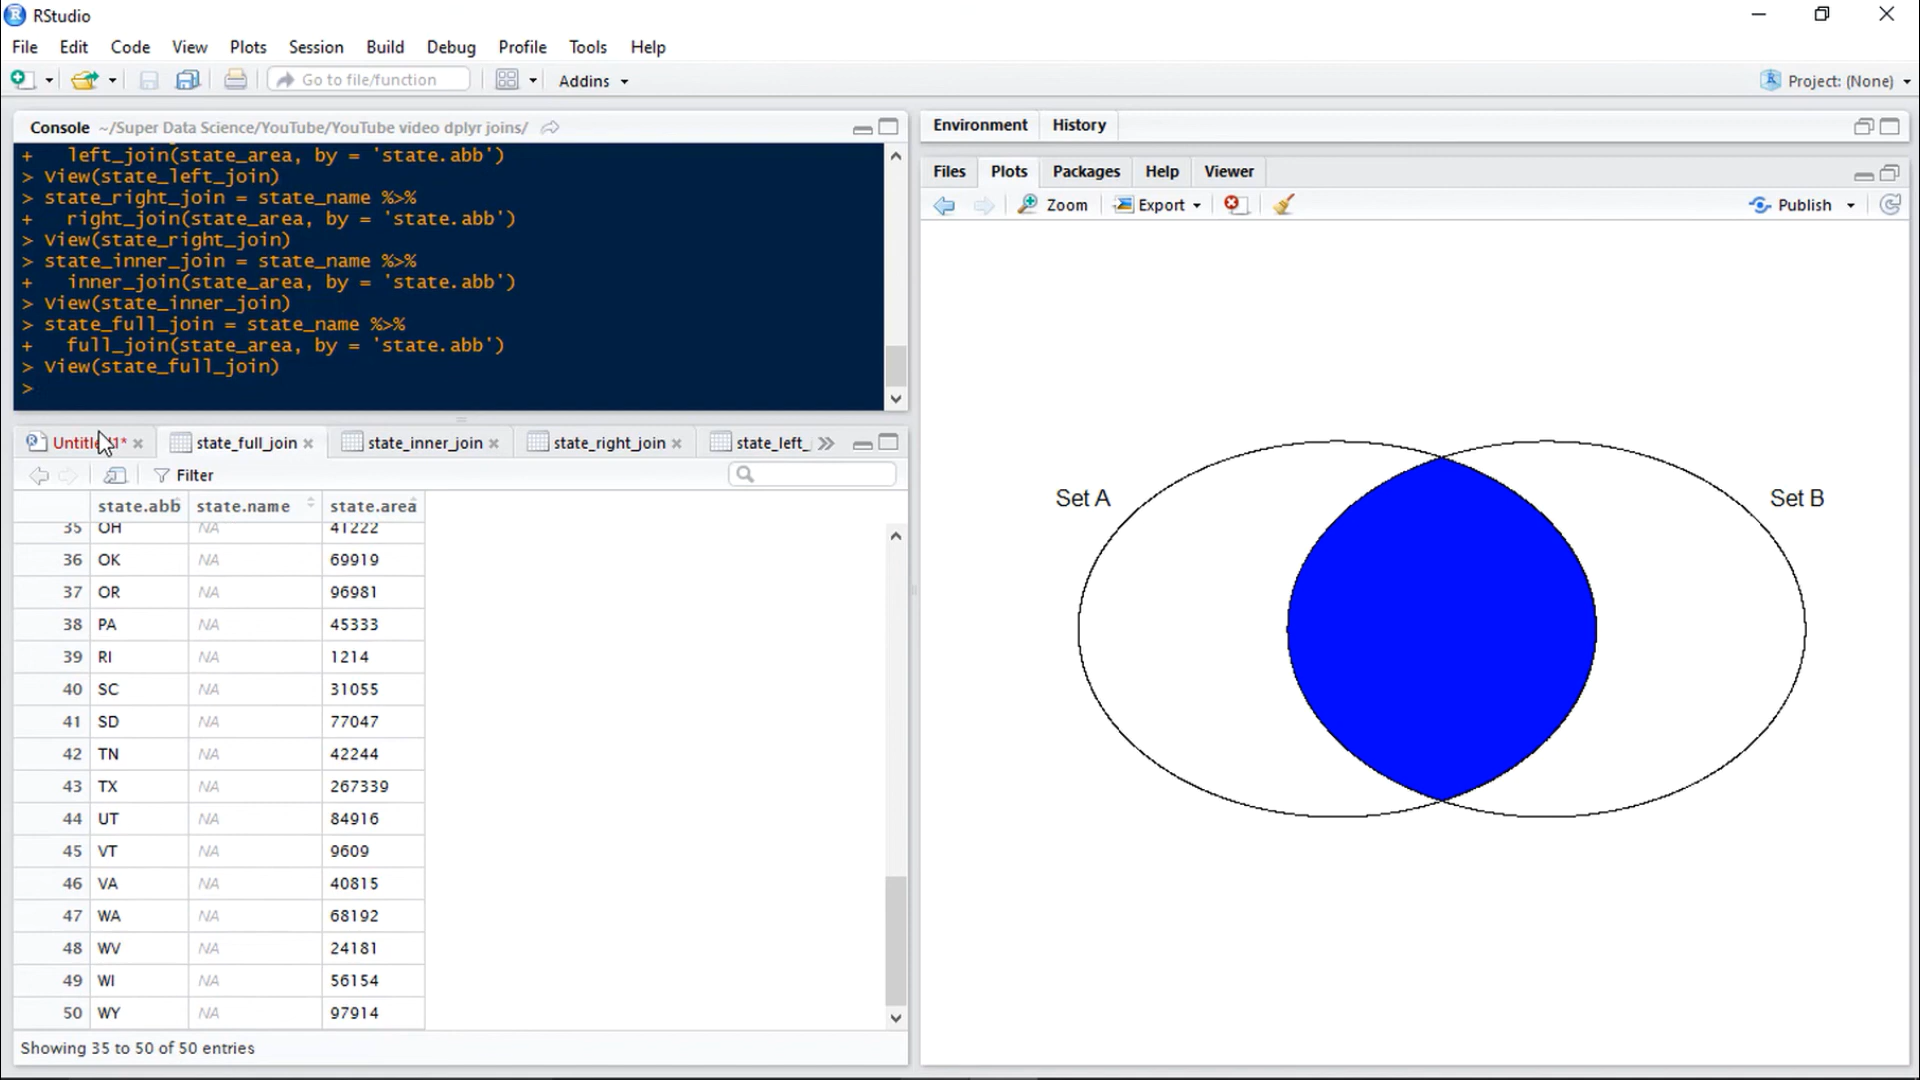 RStudio
File Edit Code View Plots Session Build Debug Profile Tools Help
Go to file/function Addins Project: (None)
Console ~/Super Data Science/YouTube/YouTube video dplyr joins/
+ left_join(state_area, by = 'state.abb')
> View(state_left_join)
> state_right_join = state_name %>%
+ right_join(state_area, by = 'state.abb')
> View(state_right_join)
> state_inner_join = state_name %>%
+ inner_join(state_area, by = 'state.abb')
> View(state_inner_join)
> state_full_join = state_name %>%
+ full_join(state_area, by = 'state.abb')
> View(state_full_join)
>
state_full_join state_inner_join state_right_join state_left_
Filter
state.abb state.name state.area
35 OH NA 41222
36 OK NA 69919
37 OR NA 96981
38 PA NA 45333
39 RI NA 1214
40 SC NA 31055
41 SD NA 77047
42 TN NA 42244
43 TX NA 267339
44 UT NA 84916
45 VT NA 9609
46 VA NA 40815
47 WA NA 68192
48 WV NA 24181
49 WI NA 56154
50 WY NA 97914
Showing 35 to 50 of 50 entries
Environment History
Files Plots Packages Help Viewer
Zoom Export Publish
Set A Set B